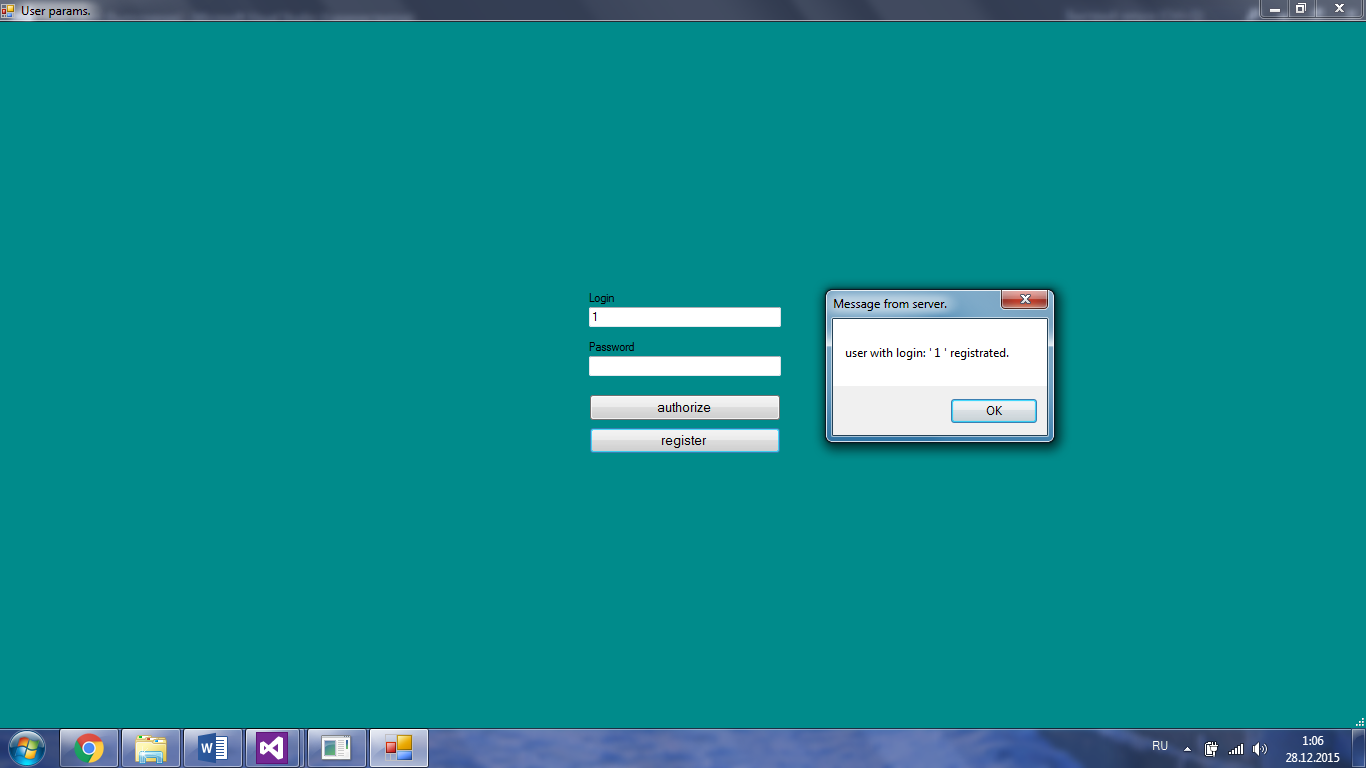 User params.
Login
1
Password
authorize
register
Message from server.
user with login: ' 1 ' registrated.
OK
RU
1:06
28.12.2015